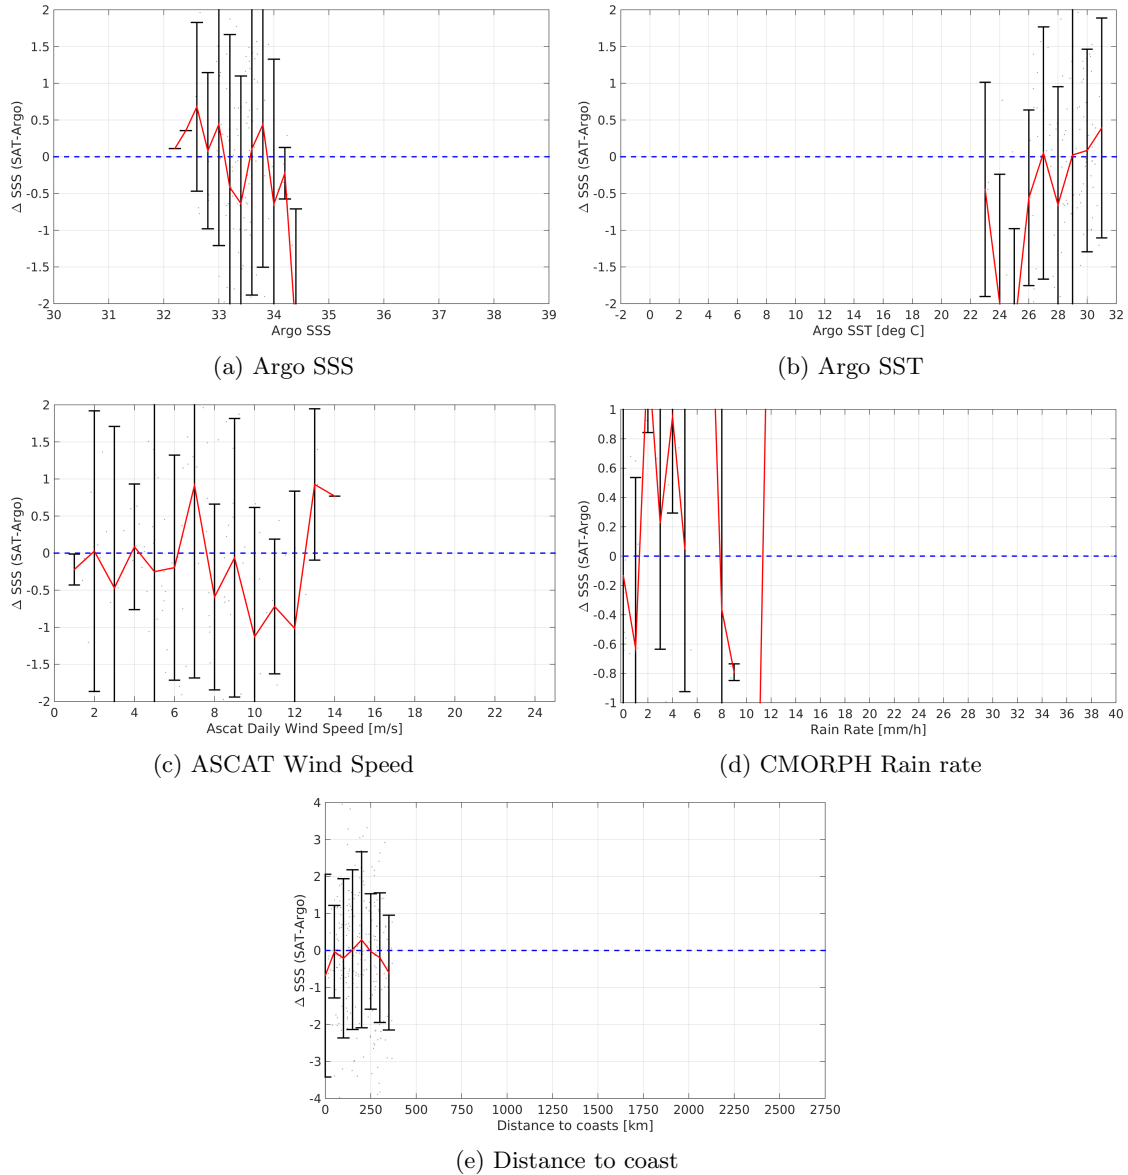 2
1.5
1
0.5
0
-0.5
-1
-1.5
-2
Δ SSS (SAT-Argo)
30 31 32 33 34 35 36 37 38 39
Argo SSS
(a) Argo SSS
2
1.5
1
0.5
0
-0.5
-1
-1.5
-2
Δ SSS (SAT-Argo)
-2 0 2 4 6 8 10 12 14 16 18 20 22 24 26 28 30 32
Argo SST [deg C]
(b) Argo SST
2
1.5
1
0.5
0
-0.5
-1
-1.5
-2
Δ SSS (SAT-Argo)
0 2 4 6 8 10 12 14 16 18 20 22 24
Ascat Daily Wind Speed [m/s]
(c) ASCAT Wind Speed
1
0.8
0.6
0.4
0.2
0
-0.2
-0.4
-0.6
-0.8
-1
Δ SSS (SAT-Argo)
0 2 4 6 8 10 12 14 16 18 20 22 24 26 28 30 32 34 36 38 40
Rain Rate [mm/h]
(d) CMORPH Rain rate
4
3
2
1
0
-1
-2
-3
-4
Δ SSS (SAT-Argo)
0 250 500 750 1000 1250 1500 1750 2000 2250 2500 2750
Distance to coasts [km]
(e) Distance to coast